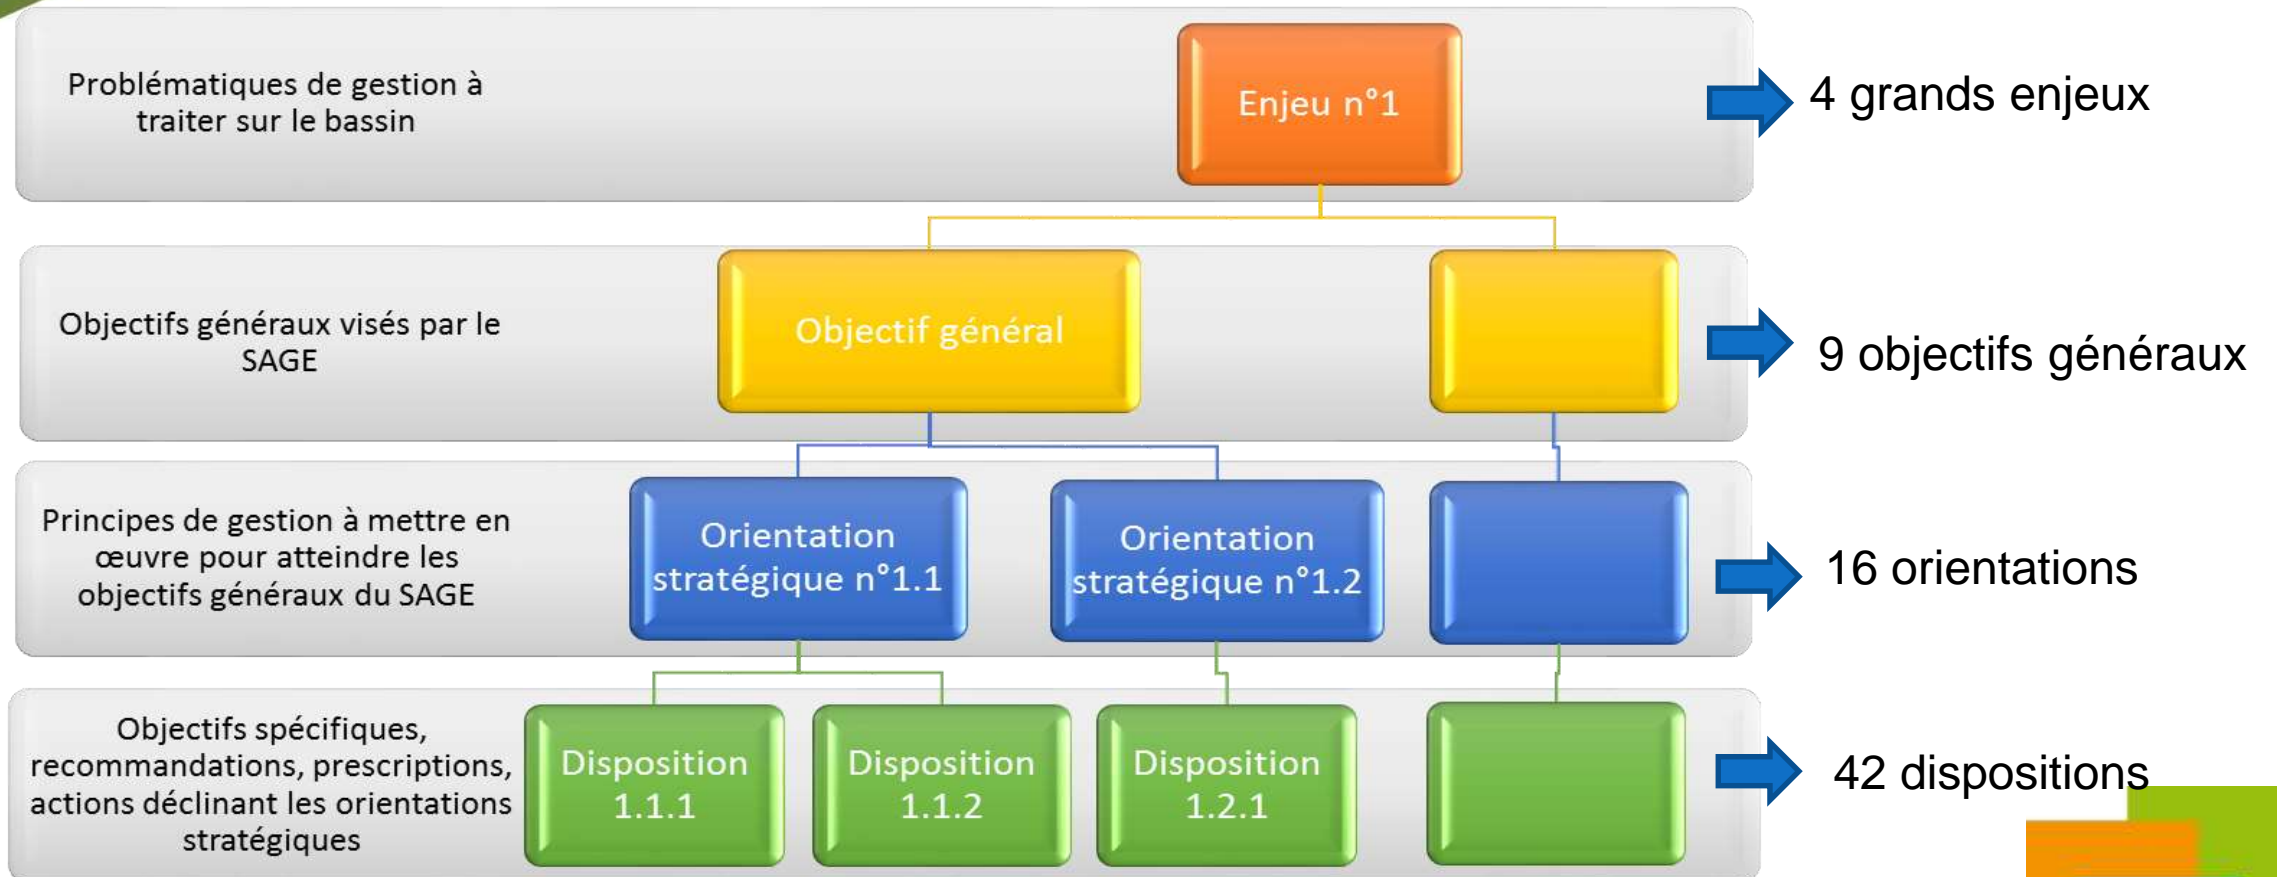 Problématiques de gestion à
traiter sur le bassin
Enjeu n°1
4 grands enjeux
Objectifs généraux visés par le
SAGE
Objectif général
9 objectifs généraux
Principes de gestion à mettre en
œuvre pour atteindre les
objectifs généraux du SAGE
Orientation
stratégique n°1.1
Orientation
stratégique n°1.2
16 orientations
Objectifs spécifiques,
recommandations, prescriptions,
actions déclinant les orientations
stratégiques
Disposition
1.1.1
Disposition
1.1.2
Disposition
1.2.1
42 dispositions